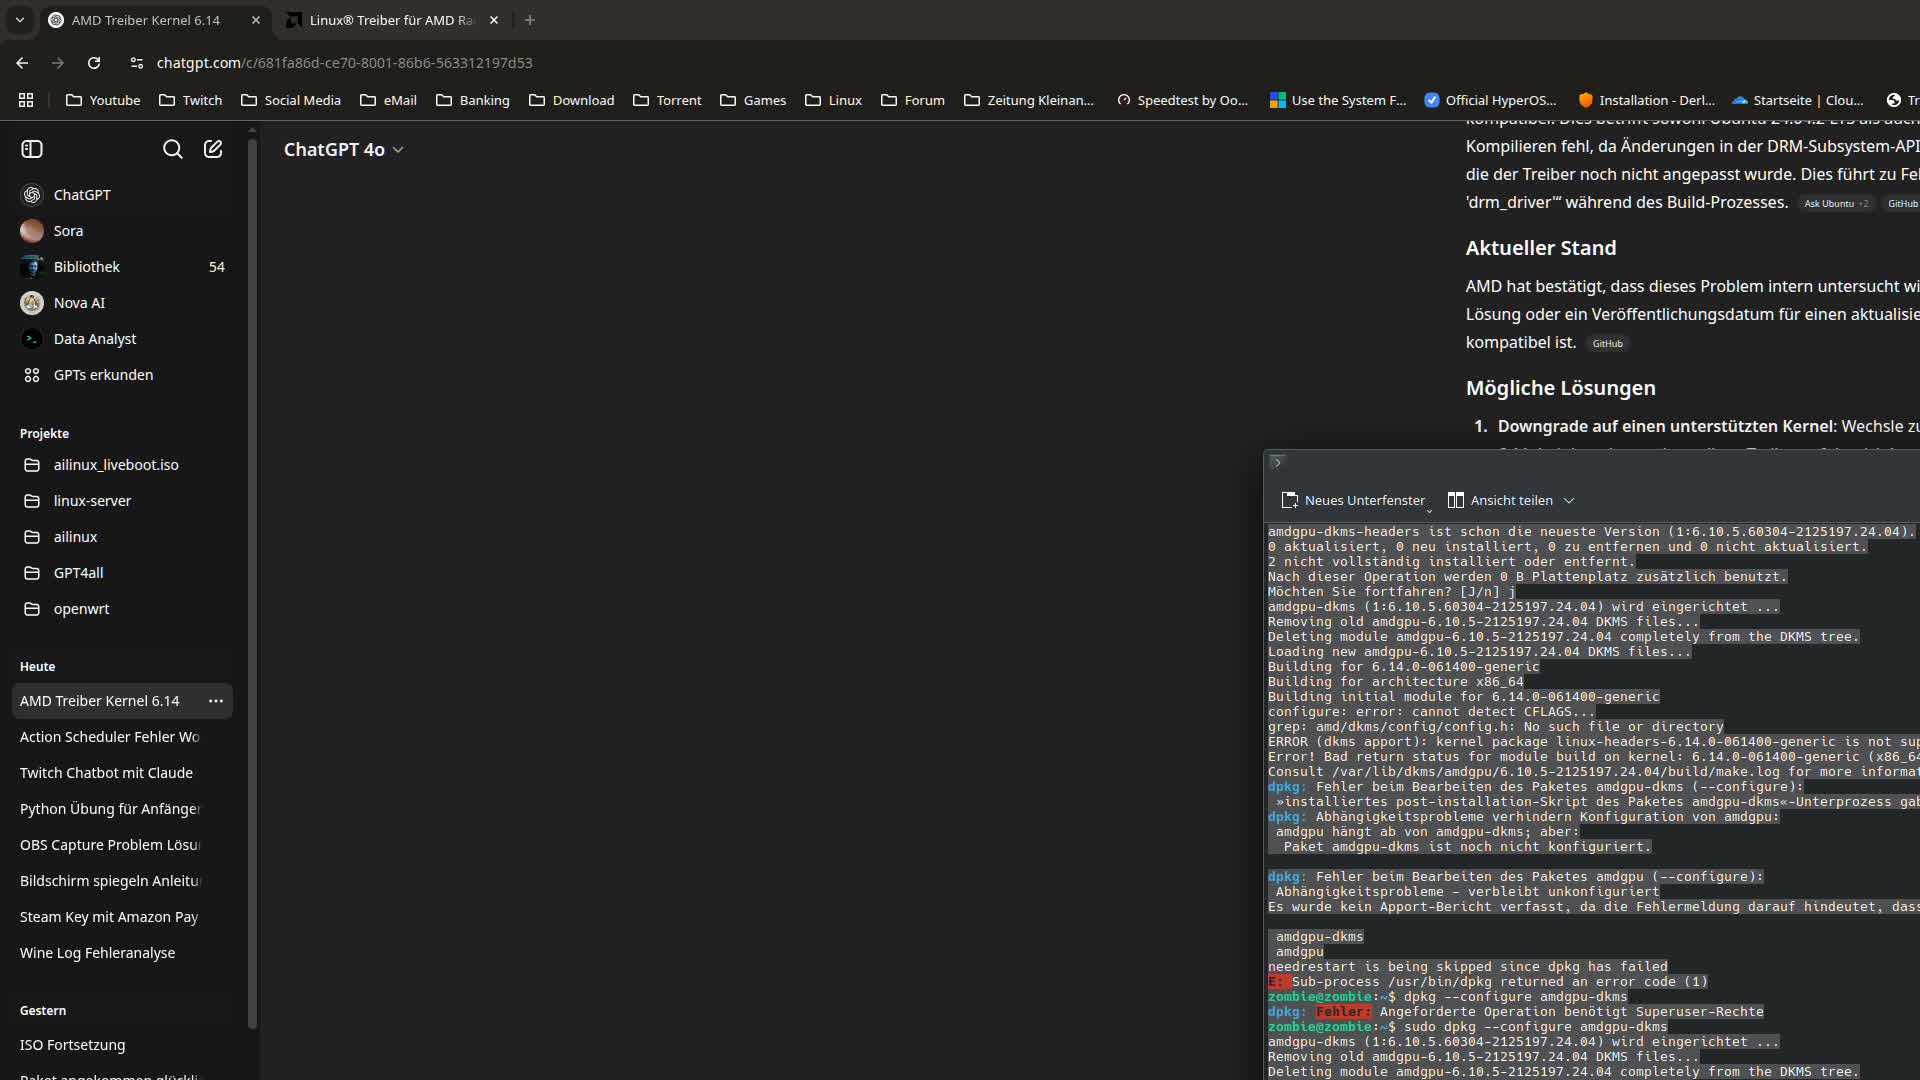 AMD Treiber Kernel 6.14
Linux® Treiber für AMD Ra
chatgpt.com/c/681fa86d-ce70-8001-86b6-563312197d53
Youtube
Twitch
Social Media
eMail
Banking
Download
Torrent
Games
Linux
Forum
Zeitung Kleinan...
Speedtest by Oo...
Use the System F...
Official HyperOS...
Installation - Derl...
Startseite | Clou...
Tr
ChatGPT
Sora
Bibliothek 54
Nova AI
Data Analyst
GPTs erkunden
Projekte
ailinux_liveboot.iso
linux-server
ailinux
GPT4all
openwrt
Heute
AMD Treiber Kernel 6.14
Action Scheduler Fehler Wo
Twitch Chatbot mit Claude
Python Übung für Anfänger
OBS Capture Problem Lösu
Bildschirm spiegeln Anleitu
Steam Key mit Amazon Pay
Wine Log Fehleranalyse
Gestern
ISO Fortsetzung
ChatGPT 4o
Kompilieren fehl, da Änderungen in der DRM-Subsystem-API
die der Treiber noch nicht angepasst wurde. Dies führt zu Fe
'drm_driver'“ während des Build-Prozesses. Ask Ubuntu +2 GitHub
Aktueller Stand
AMD hat bestätigt, dass dieses Problem intern untersucht wi
Lösung oder ein Veröffentlichungsdatum für einen aktualisie
kompatibel ist. GitHub
Mögliche Lösungen
1. Downgrade auf einen unterstützten Kernel: Wechsle zu
Neues Unterfenster
Ansicht teilen
amdgpu-dkms-headers ist schon die neueste Version (1:6.10.5.60304-2125197.24.04).
0 aktualisiert, 0 neu installiert, 0 zu entfernen und 0 nicht aktualisiert.
2 nicht vollständig installiert oder entfernt.
Nach dieser Operation werden 0 B Plattenplatz zusätzlich benutzt.
Möchten Sie fortfahren? [J/n] j
amdgpu-dkms (1:6.10.5.60304-2125197.24.04) wird eingerichtet ...
Removing old amdgpu-6.10.5-2125197.24.04 DKMS files...
Deleting module amdgpu-6.10.5-2125197.24.04 completely from the DKMS tree.
Loading new amdgpu-6.10.5-2125197.24.04 DKMS files...
Building for 6.14.0-061400-generic
Building for architecture x86_64
Building initial module for 6.14.0-061400-generic
configure: error: cannot detect CFLAGS...
grep: amd/dkms/config/config.h: No such file or directory
ERROR (dkms apport): kernel package linux-headers-6.14.0-061400-generic is not sup
Error! Bad return status for module build on kernel: 6.14.0-061400-generic (x86_64
Consult /var/lib/dkms/amdgpu/6.10.5-2125197.24.04/build/make.log for more informat
dpkg: Fehler beim Bearbeiten des Paketes amdgpu-dkms (--configure):
»installiertes post-installation-Skript des Paketes amdgpu-dkms«-Unterprozess gab
dpkg: Abhängigkeitsprobleme verhindern Konfiguration von amdgpu:
amdgpu hängt ab von amdgpu-dkms; aber:
Paket amdgpu-dkms ist noch nicht konfiguriert.
dpkg: Fehler beim Bearbeiten des Paketes amdgpu (--configure):
Abhängigkeitsprobleme - verbleibt unkonfiguriert
Es wurde kein Apport-Bericht verfasst, da die Fehlermeldung darauf hindeutet, dass
amdgpu-dkms
amdgpu
needrestart is being skipped since dpkg has failed
E: Sub-process /usr/bin/dpkg returned an error code (1)
zombie@zombie:~$ dpkg --configure amdgpu-dkms
dpkg: Fehler: Angeforderte Operation benötigt Superuser-Rechte
zombie@zombie:~$ sudo dpkg --configure amdgpu-dkms
amdgpu-dkms (1:6.10.5.60304-2125197.24.04) wird eingerichtet ...
Removing old amdgpu-6.10.5-2125197.24.04 DKMS files...
Deleting module amdgpu-6.10.5-2125197.24.04 completely from the DKMS tree.